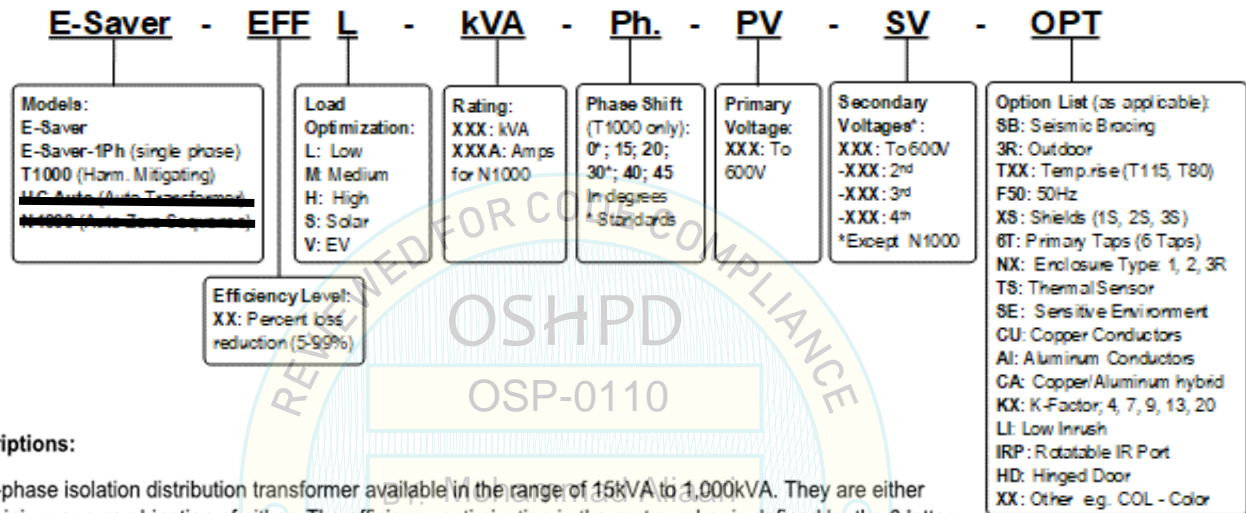 E-Saver - EFF L - kVA - Ph. - PV - SV - OPT
Models:
E-Saver
E-Saver-1Ph (single phase)
T1000 (Harm. Mitigating)
Load
Optimization:
L: Low
M: Medium
H: High
S: Solar
V: EV
Rating:
XXX: kVA
XXXA: Amps
for N1000
Phase Shift
(T1000 only):
0*; 15; 20;
30*; 40; 45
In degrees
*Standards
Primary
Voltage:
XXX: To
600V
Secondary
Voltages*:
XXX: To 600V
-XXX: 2nd
-XXX: 3rd
-XXX: 4th
*Except N1000
Option List (as applicable):
SB: Seismic Bracing
3R: Outdoor
TXX: Temp.rise (T115, T80)
F50: 50Hz
XS: Shields (1S, 2S, 3S)
6T: Primary Taps (6 Taps)
NX: Enclosure Type: 1, 2, 3R
TS: Thermal Sensor
SE: Sensitive Environment
CU: Copper Conductors
Al: Aluminum Conductors
CA: Copper/Aluminum hybrid
KX: K-Factor; 4, 7, 9, 13, 20
LI: Low Inrush
IRP: Rotatable IR Port
HD: Hinged Door
XX: Other e.g. COL - Color
Efficiency Level:
XX: Percent loss
reduction (5-99%)
REVIEWED FOR CODE COMPLIANCE
OSHPD
OSP-0110
riptions:
-phase isolation distribution transformer available in the range of 15kVA to 1,000kVA. They are either
BY: Mohammad Aliaari